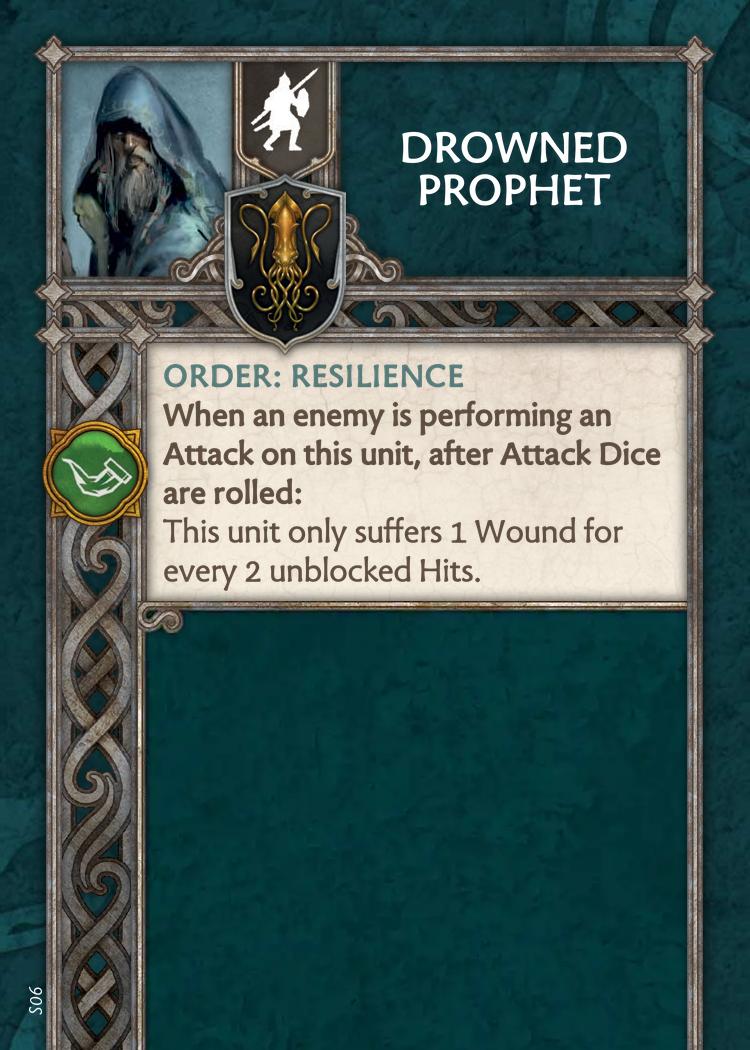 DROWNED
PROPHET
ORDER: RESILIENCE
When an enemy is performing an
Attack on this unit, after Attack Dice
are rolled:
This unit only suffers 1 Wound for
every 2 unblocked Hits.
S06